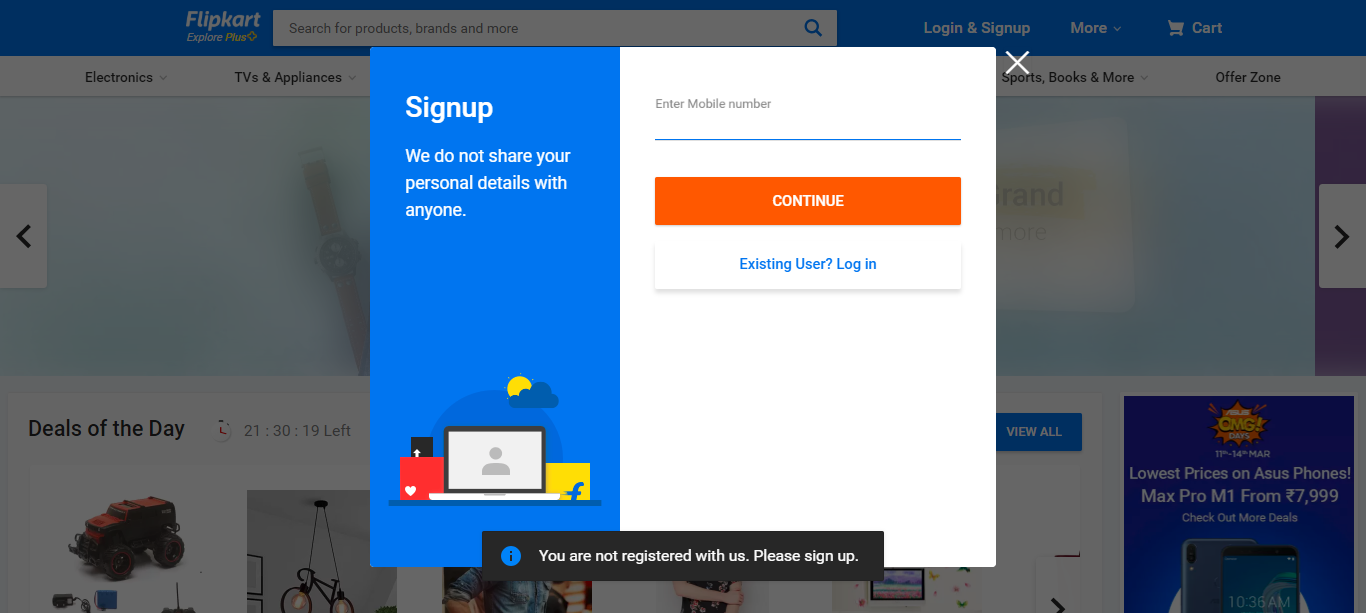 Flipkart
Explore Plus
Search for products, brands and more
Login & Signup
More
Cart
Electronics
TVs & Appliances
Sports, Books & More
Offer Zone
Signup
We do not share your
personal details with
anyone.
Enter Mobile number
CONTINUE
Existing User? Log in
more
Deals of the Day
21 : 30 : 19 Left
VIEW ALL
ASUS
OMG!
DAYS
11th-14th MAR
Lowest Prices on Asus Phones!
Max Pro M1 From ₹7,999
Check Out More Deals
10:36 AM
You are not registered with us. Please sign up.